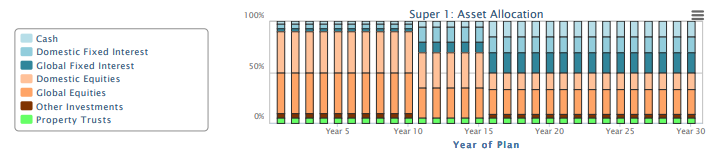 Super 1: Asset Allocation
100%
50%
0%
Cash
Domestic Fixed Interest
Global Fixed Interest
Domestic Equities
Global Equities
Other Investments
Property Trusts
Year 5 Year 10 Year 15 Year 20 Year 25 Year 30
Year of Plan